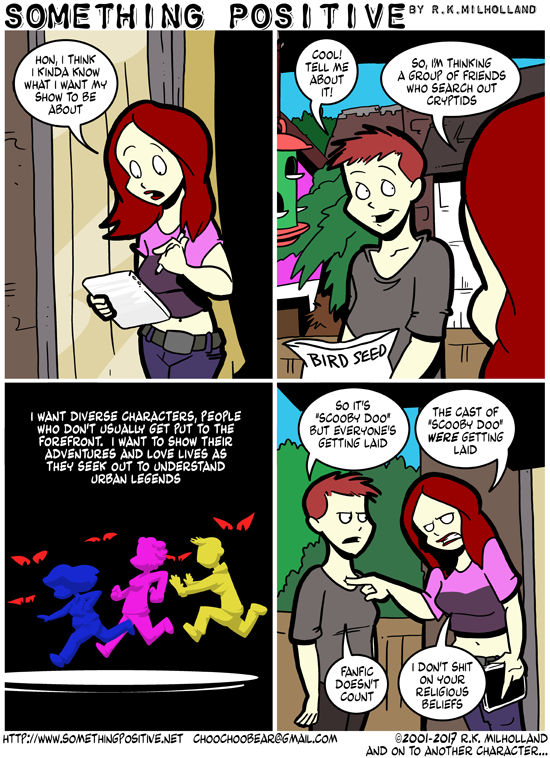 SOMETHING POSITIVE BY R.K.MILHOLLAND
HON, I THINK
I KINDA KNOW
WHAT I WANT MY
SHOW TO BE
ABOUT
COOL!
TELL ME
ABOUT
IT!
SO, I'M THINKING
A GROUP OF FRIENDS
WHO SEARCH OUT
CRYPTIDS
BIRD SEED
I WANT DIVERSE CHARACTERS, PEOPLE
WHO DON'T USUALLY GET PUT TO THE
FOREFRONT. I WANT TO SHOW THEIR
ADVENTURES AND LOVE LIVES AS
THEY SEEK OUT TO UNDERSTAND
URBAN LEGENDS
SO IT'S
"SCOOBY DOO"
BUT EVERYONE'S
GETTING LAID
THE CAST OF
"SCOOBY DOO"
WERE GETTING
LAID
FANFIC
DOESN'T
COUNT
I DON'T SHIT
ON YOUR
RELIGIOUS
BELIEFS
HTTP://WWW.SOMETHINGPOSITIVE.NET CHOOCHOOBEAR@GMAIL.COM ©2001-2017 R.K. MILHOLLAND
AND ON TO ANOTHER CHARACTER...